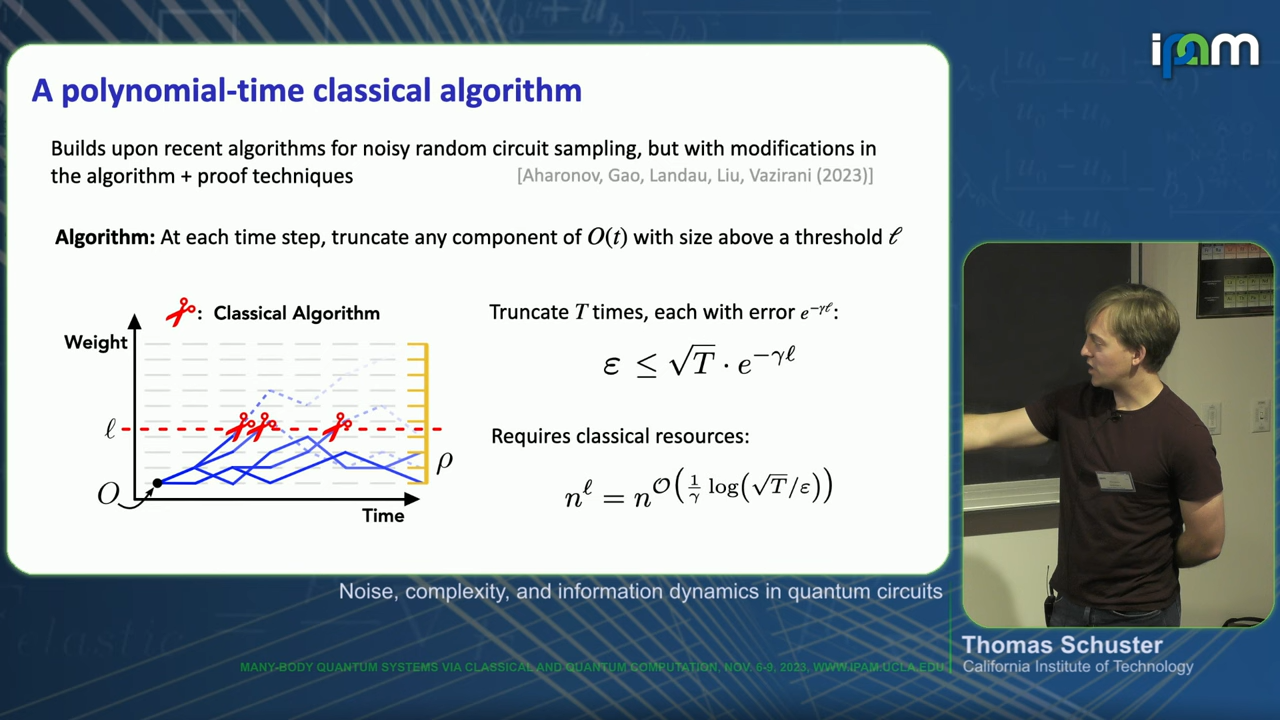 ipam
A polynomial-time classical algorithm
Builds upon recent algorithms for noisy random circuit sampling, but with modifications in
the algorithm + proof techniques
[Aharonov, Gao, Landau, Liu, Vazirani (2023)]
Algorithm: At each time step, truncate any component of O(t) with size above a threshold ℓ
: Classical Algorithm
Weight
ℓ
O
ρ
Time
Truncate T times, each with error e^{-γℓ}:
ε ≤ √T · e^{-γℓ}
Requires classical resources:
n^ℓ = n^{𝒪(1/γ log(√T/ε))}
Noise, complexity, and information dynamics in quantum circuits
Thomas Schuster
California Institute of Technology
MANY-BODY QUANTUM SYSTEMS VIA CLASSICAL AND QUANTUM COMPUTATION, NOV. 6-9, 2023, WWW.IPAM.UCLA.EDU